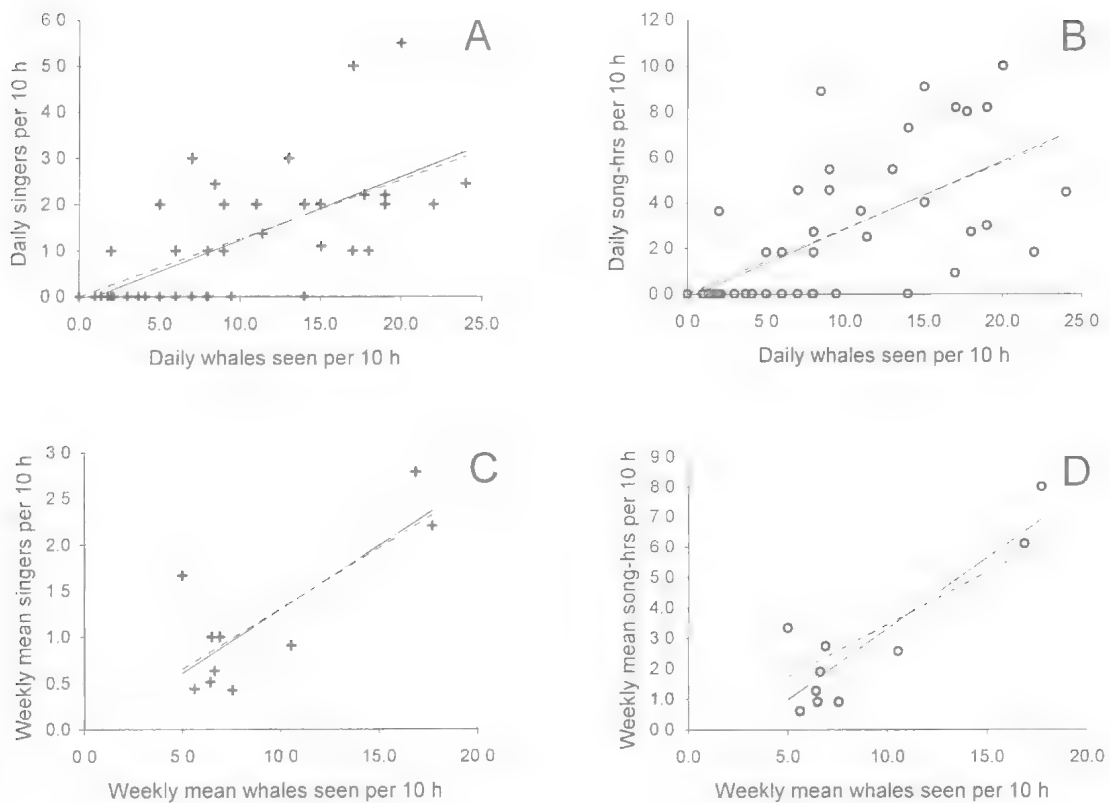 A
Daily singers per 10 h
6 0
5.0
4 0
3 0
2 0
1 0
0 0
0.0 5.0 10.0 15.0 20.0 25.0
Daily whales seen per 10 h
B
Daily song-hrs per 10 h
12.0
10 0
8 0
6 0
4 0
2 0
0 0
0 0 5 0 10.0 15 0 20.0 25.0
Daily whales seen per 10 h
C
Weekly mean singers per 10 h
3 0
2.5
2 0
1.5
1 0
0.5
0.0
0 0 5 0 10.0 15 0 20 0
Weekly mean whales seen per 10 h
D
Weekly mean song-hrs per 10 h
9 0
8.0
7 0
6 0
5 0
4 0
3 0
2.0
1 0
0 0
0 0 5 0 10.0 15 0 20.0
Weekly mean whales seen per 10 h